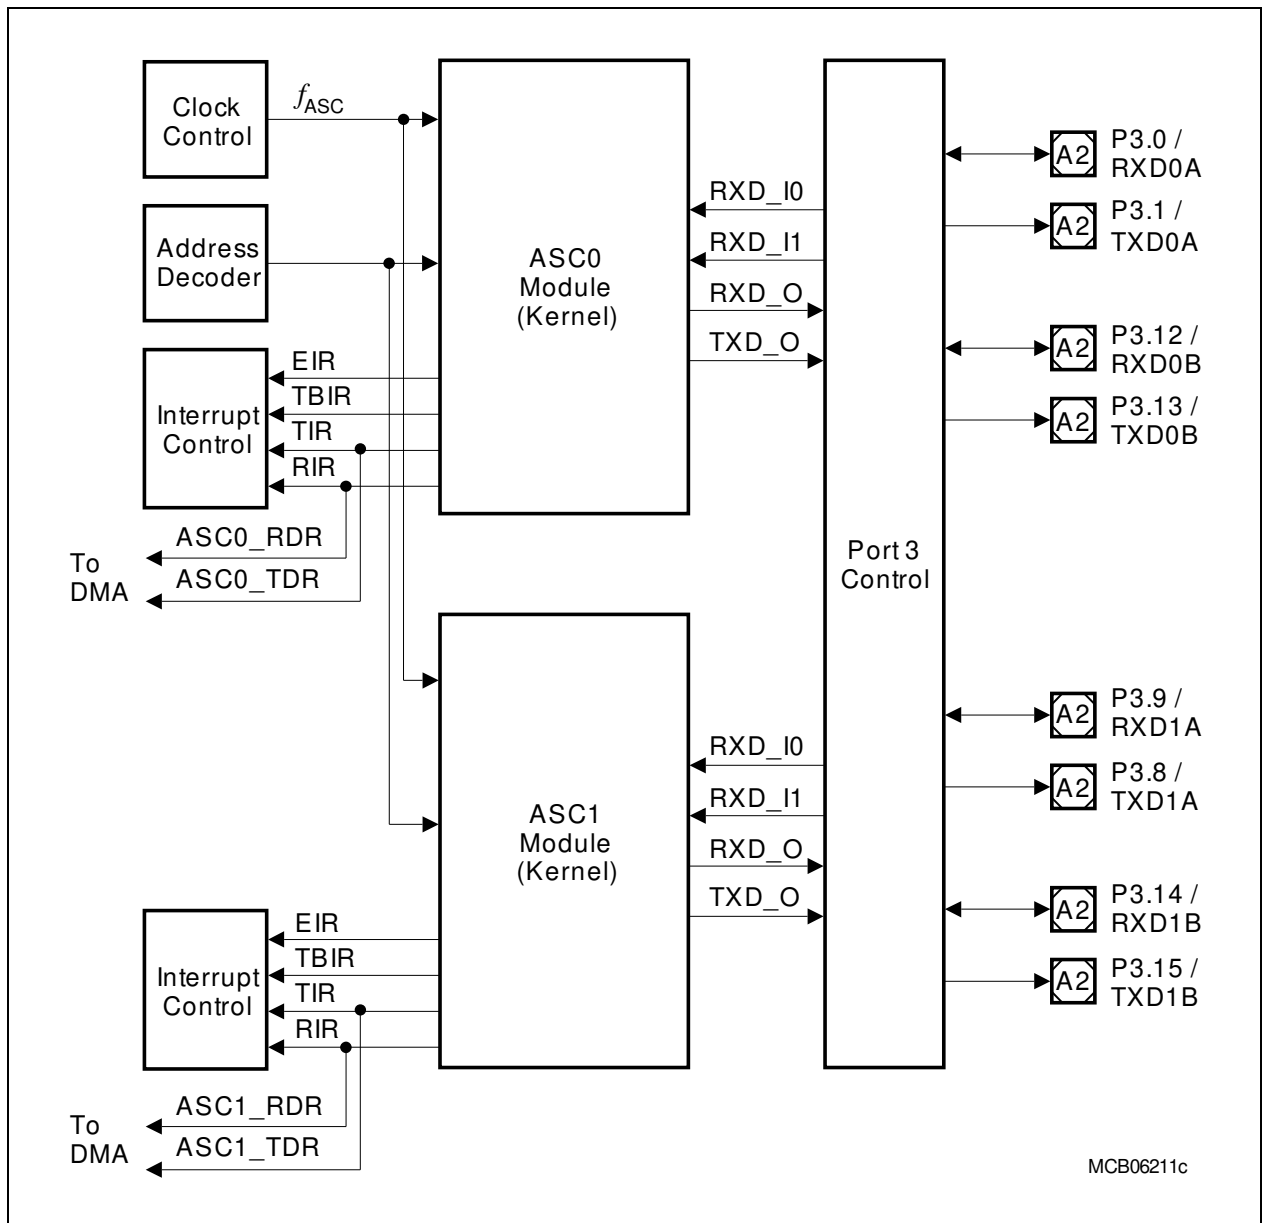 Clock
Control
fASC
Address
Decoder
Interrupt
Control
EIR
TBIR
TIR
RIR
To
DMA
ASC0_RDR
ASC0_TDR
ASC0
Module
(Kernel)
RXD_I0
RXD_I1
RXD_O
TXD_O
Port 3
Control
A2
P3.0 /
RXD0A
A2
P3.1 /
TXD0A
A2
P3.12 /
RXD0B
A2
P3.13 /
TXD0B
ASC1
Module
(Kernel)
RXD_I0
RXD_I1
RXD_O
TXD_O
A2
P3.9 /
RXD1A
A2
P3.8 /
TXD1A
A2
P3.14 /
RXD1B
A2
P3.15 /
TXD1B
Interrupt
Control
EIR
TBIR
TIR
RIR
To
DMA
ASC1_RDR
ASC1_TDR
MCB06211c